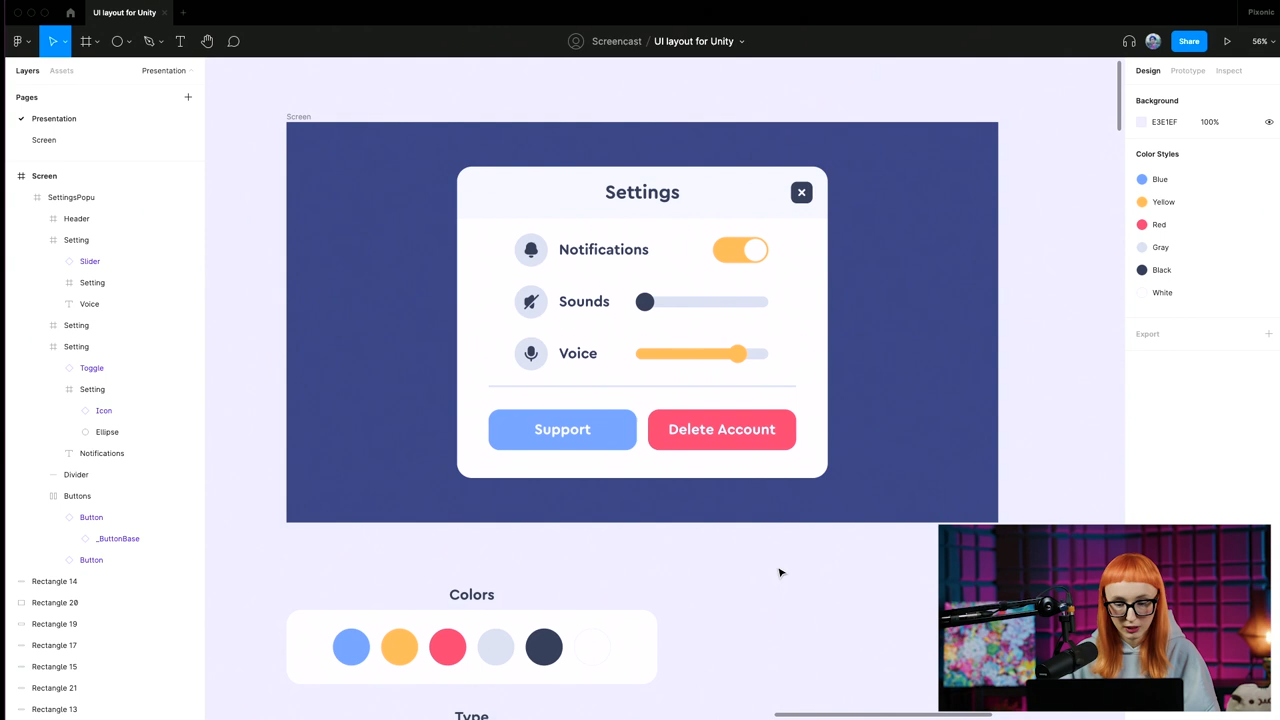 UI layout for Unity
Pixonic
Screencast / UI layout for Unity
Share
56%
Layers
Assets
Presentation
Pages
Presentation
Screen
Screen
SettingsPopu
Header
Setting
Slider
Setting
Voice
Setting
Setting
Toggle
Setting
Icon
Ellipse
Notifications
Divider
Buttons
Button
_ButtonBase
Button
Rectangle 14
Rectangle 20
Rectangle 19
Rectangle 17
Rectangle 15
Rectangle 21
Rectangle 13
Screen
Settings
Notifications
Sounds
Voice
Support
Delete Account
Colors
Type
Design
Prototype
Inspect
Background
E3E1EF 100%
Color Styles
Blue
Yellow
Red
Gray
Black
White
Export